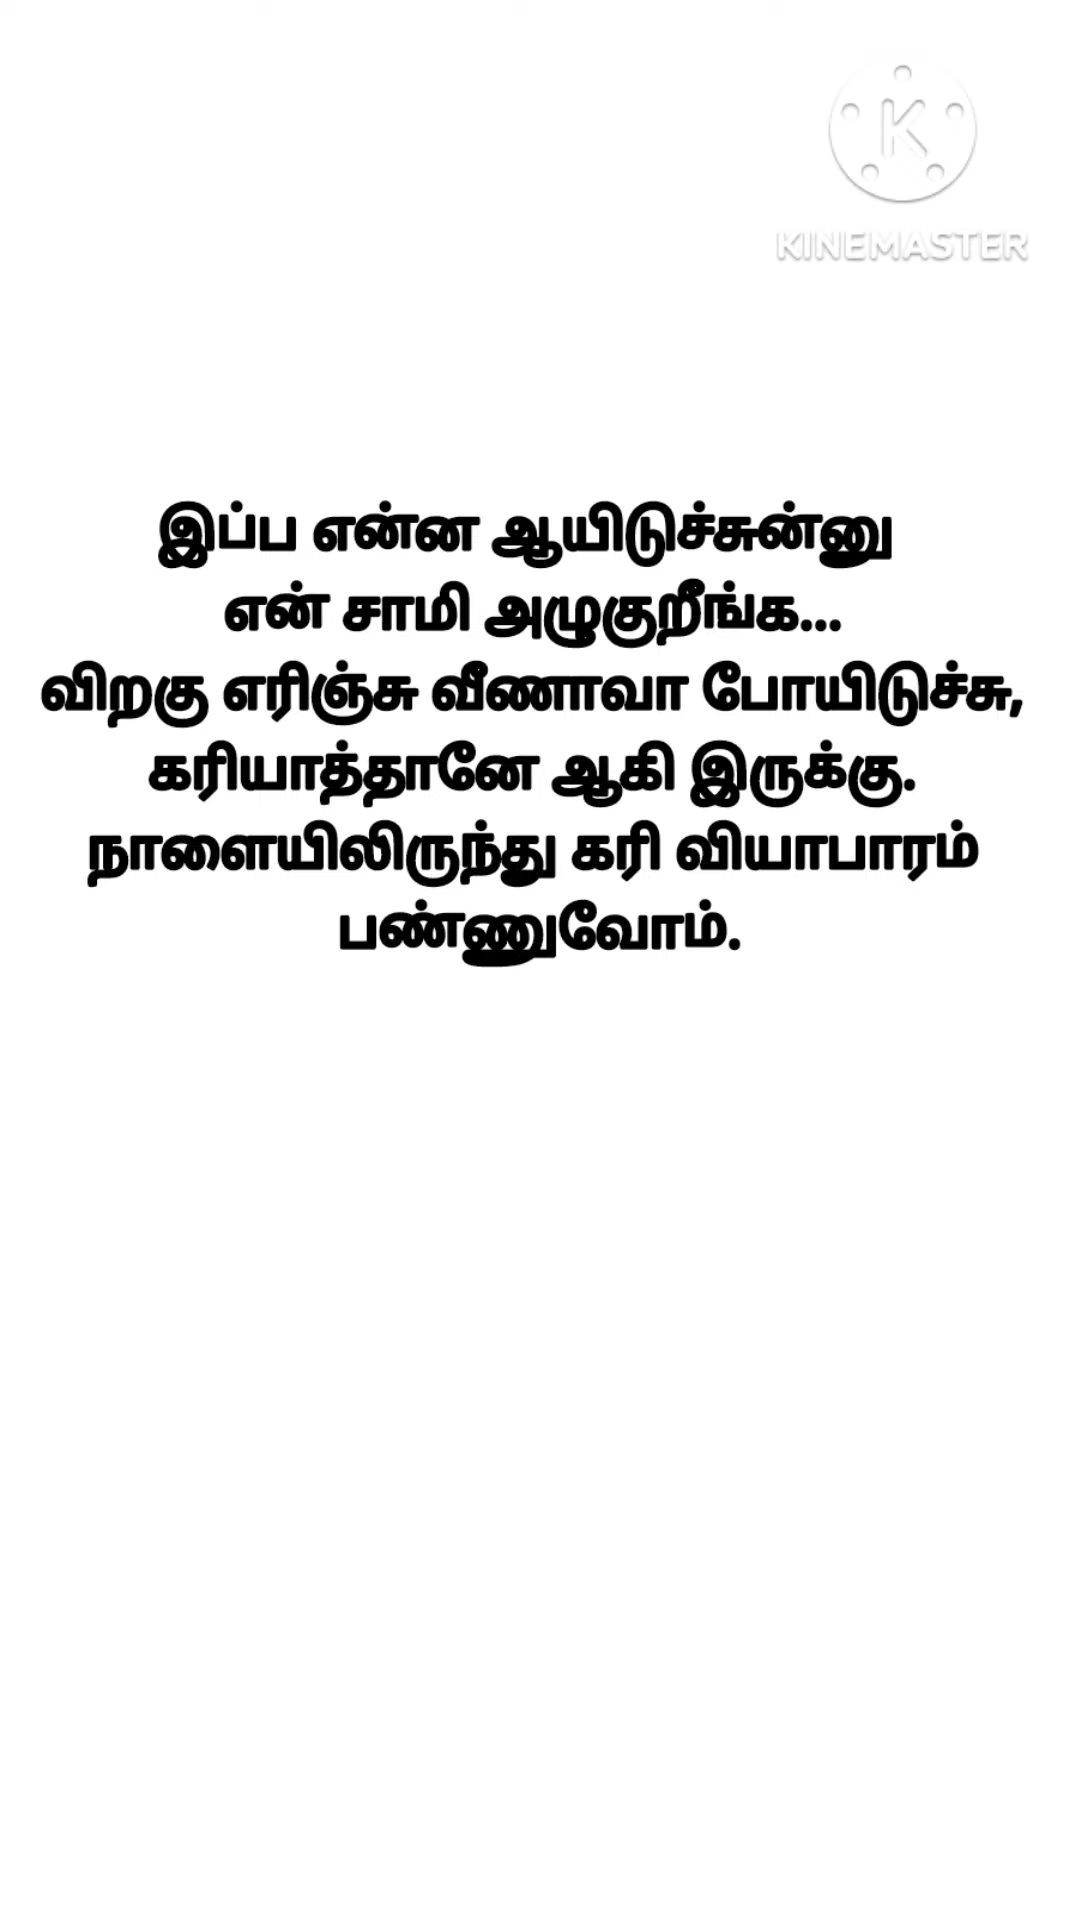 KINEMASTER
இப்ப என்ன ஆயிடுச்சுன்னு
என் சாமி அழுகுறீங்க...
விறகு எரிஞ்சு வீணாவா போயிடுச்சு,
கரியாத்தானே ஆகி இருக்கு.
நாளையிலிருந்து கரி வியாபாரம்
பண்ணுவோம்.